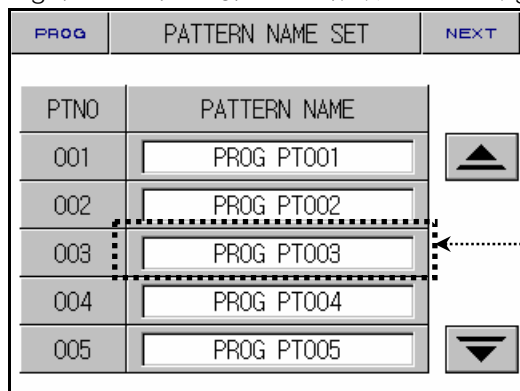 PROG PATTERN NAME SET NEXT
PTNO PATTERN NAME
001 PROG PT001
002 PROG PT002
003 PROG PT003
004 PROG PT004
005 PROG PT005